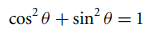 cos² θ + sin² θ = 1